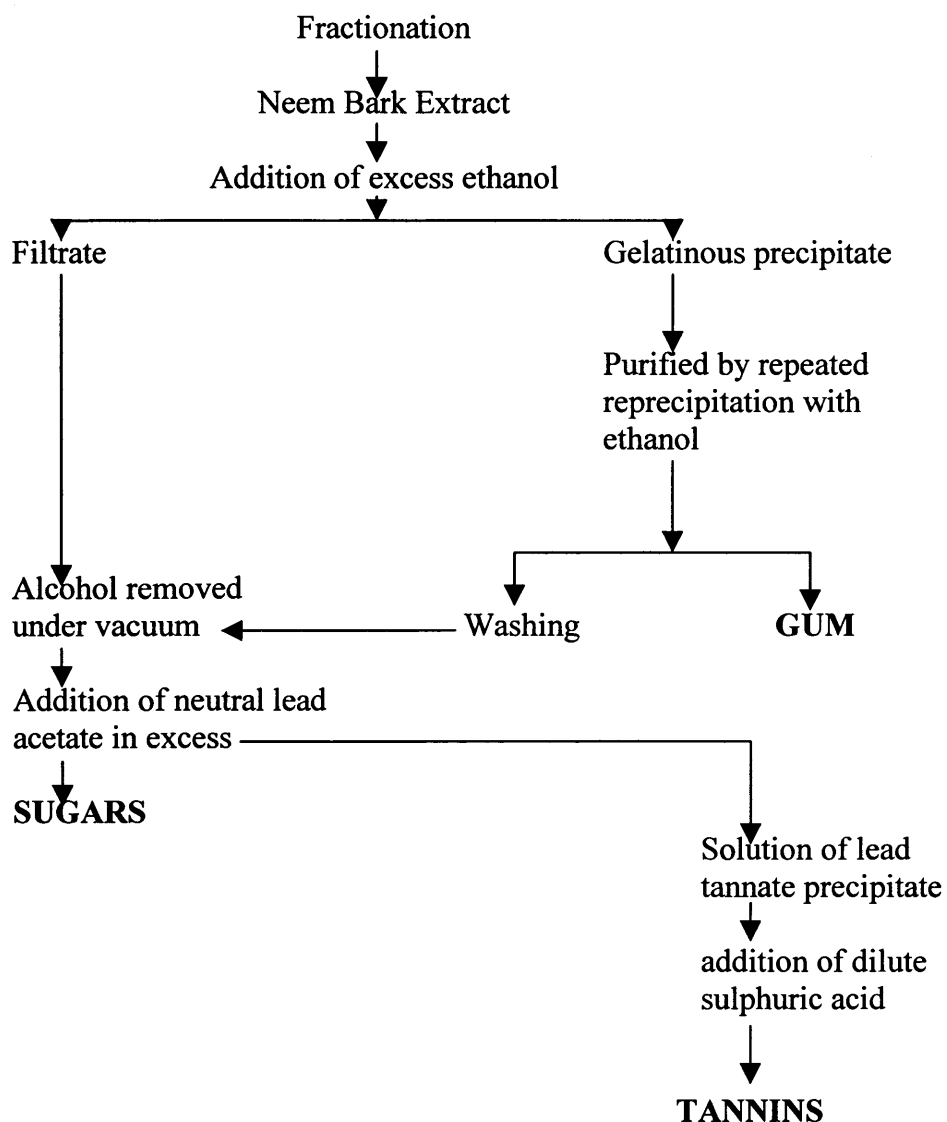 Fractionation
Neem Bark Extract
Addition of excess ethanol
Filtrate
Gelatinous precipitate
Purified by repeated
reprecipitation with
ethanol
Alcohol removed
under vacuum
Washing
GUM
Addition of neutral lead
acetate in excess
SUGARS
Solution of lead
tannate precipitate
addition of dilute
sulphuric acid
TANNINS